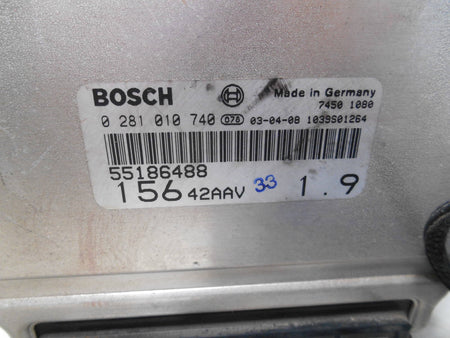 BOSCH
Made in Germany
7450 1080
0 281 010 740 078 03-04-08 1039S01264
55186488
156 42AAV 33 1.9